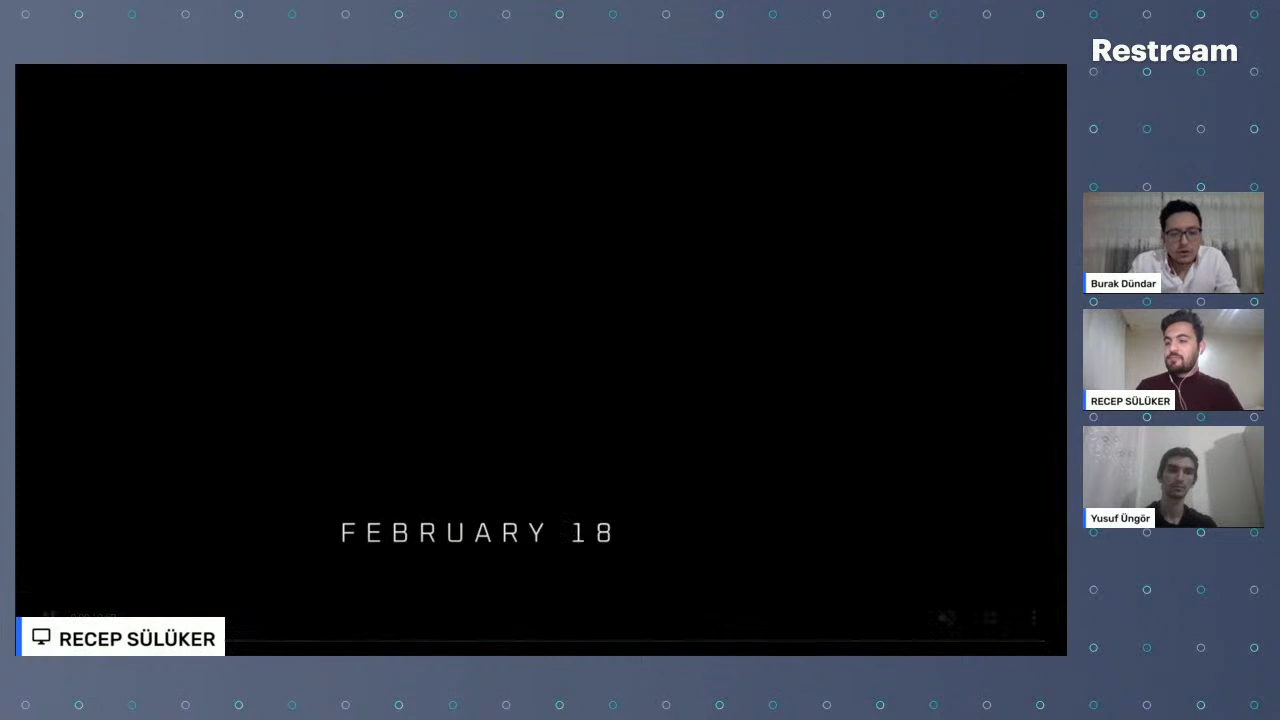 Restream
Burak Dündar
RECEP SÜLÜKER
Yusuf Üngör
FEBRUARY 18
RECEP SÜLÜKER